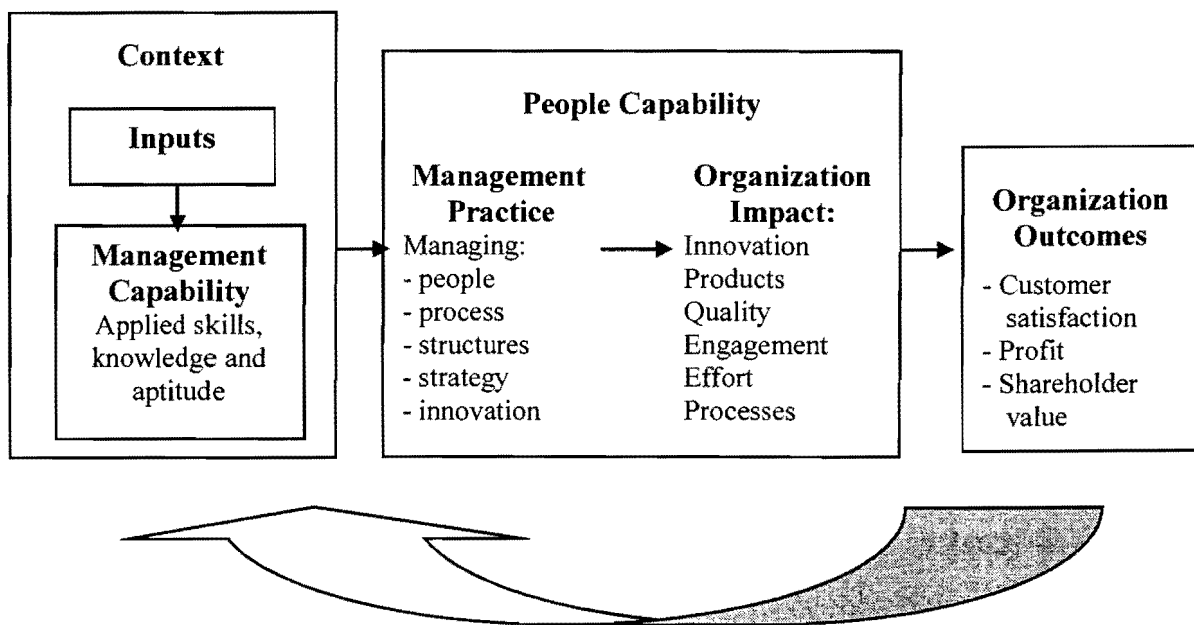 Context
Inputs
Management
Capability
Applied skills,
knowledge and
aptitude
People Capability
Management
Practice
Managing:
- people
- process
- structures
- strategy
- innovation
Organization
Impact:
Innovation
Products
Quality
Engagement
Effort
Processes
Organization
Outcomes
- Customer
satisfaction
- Profit
- Shareholder
value